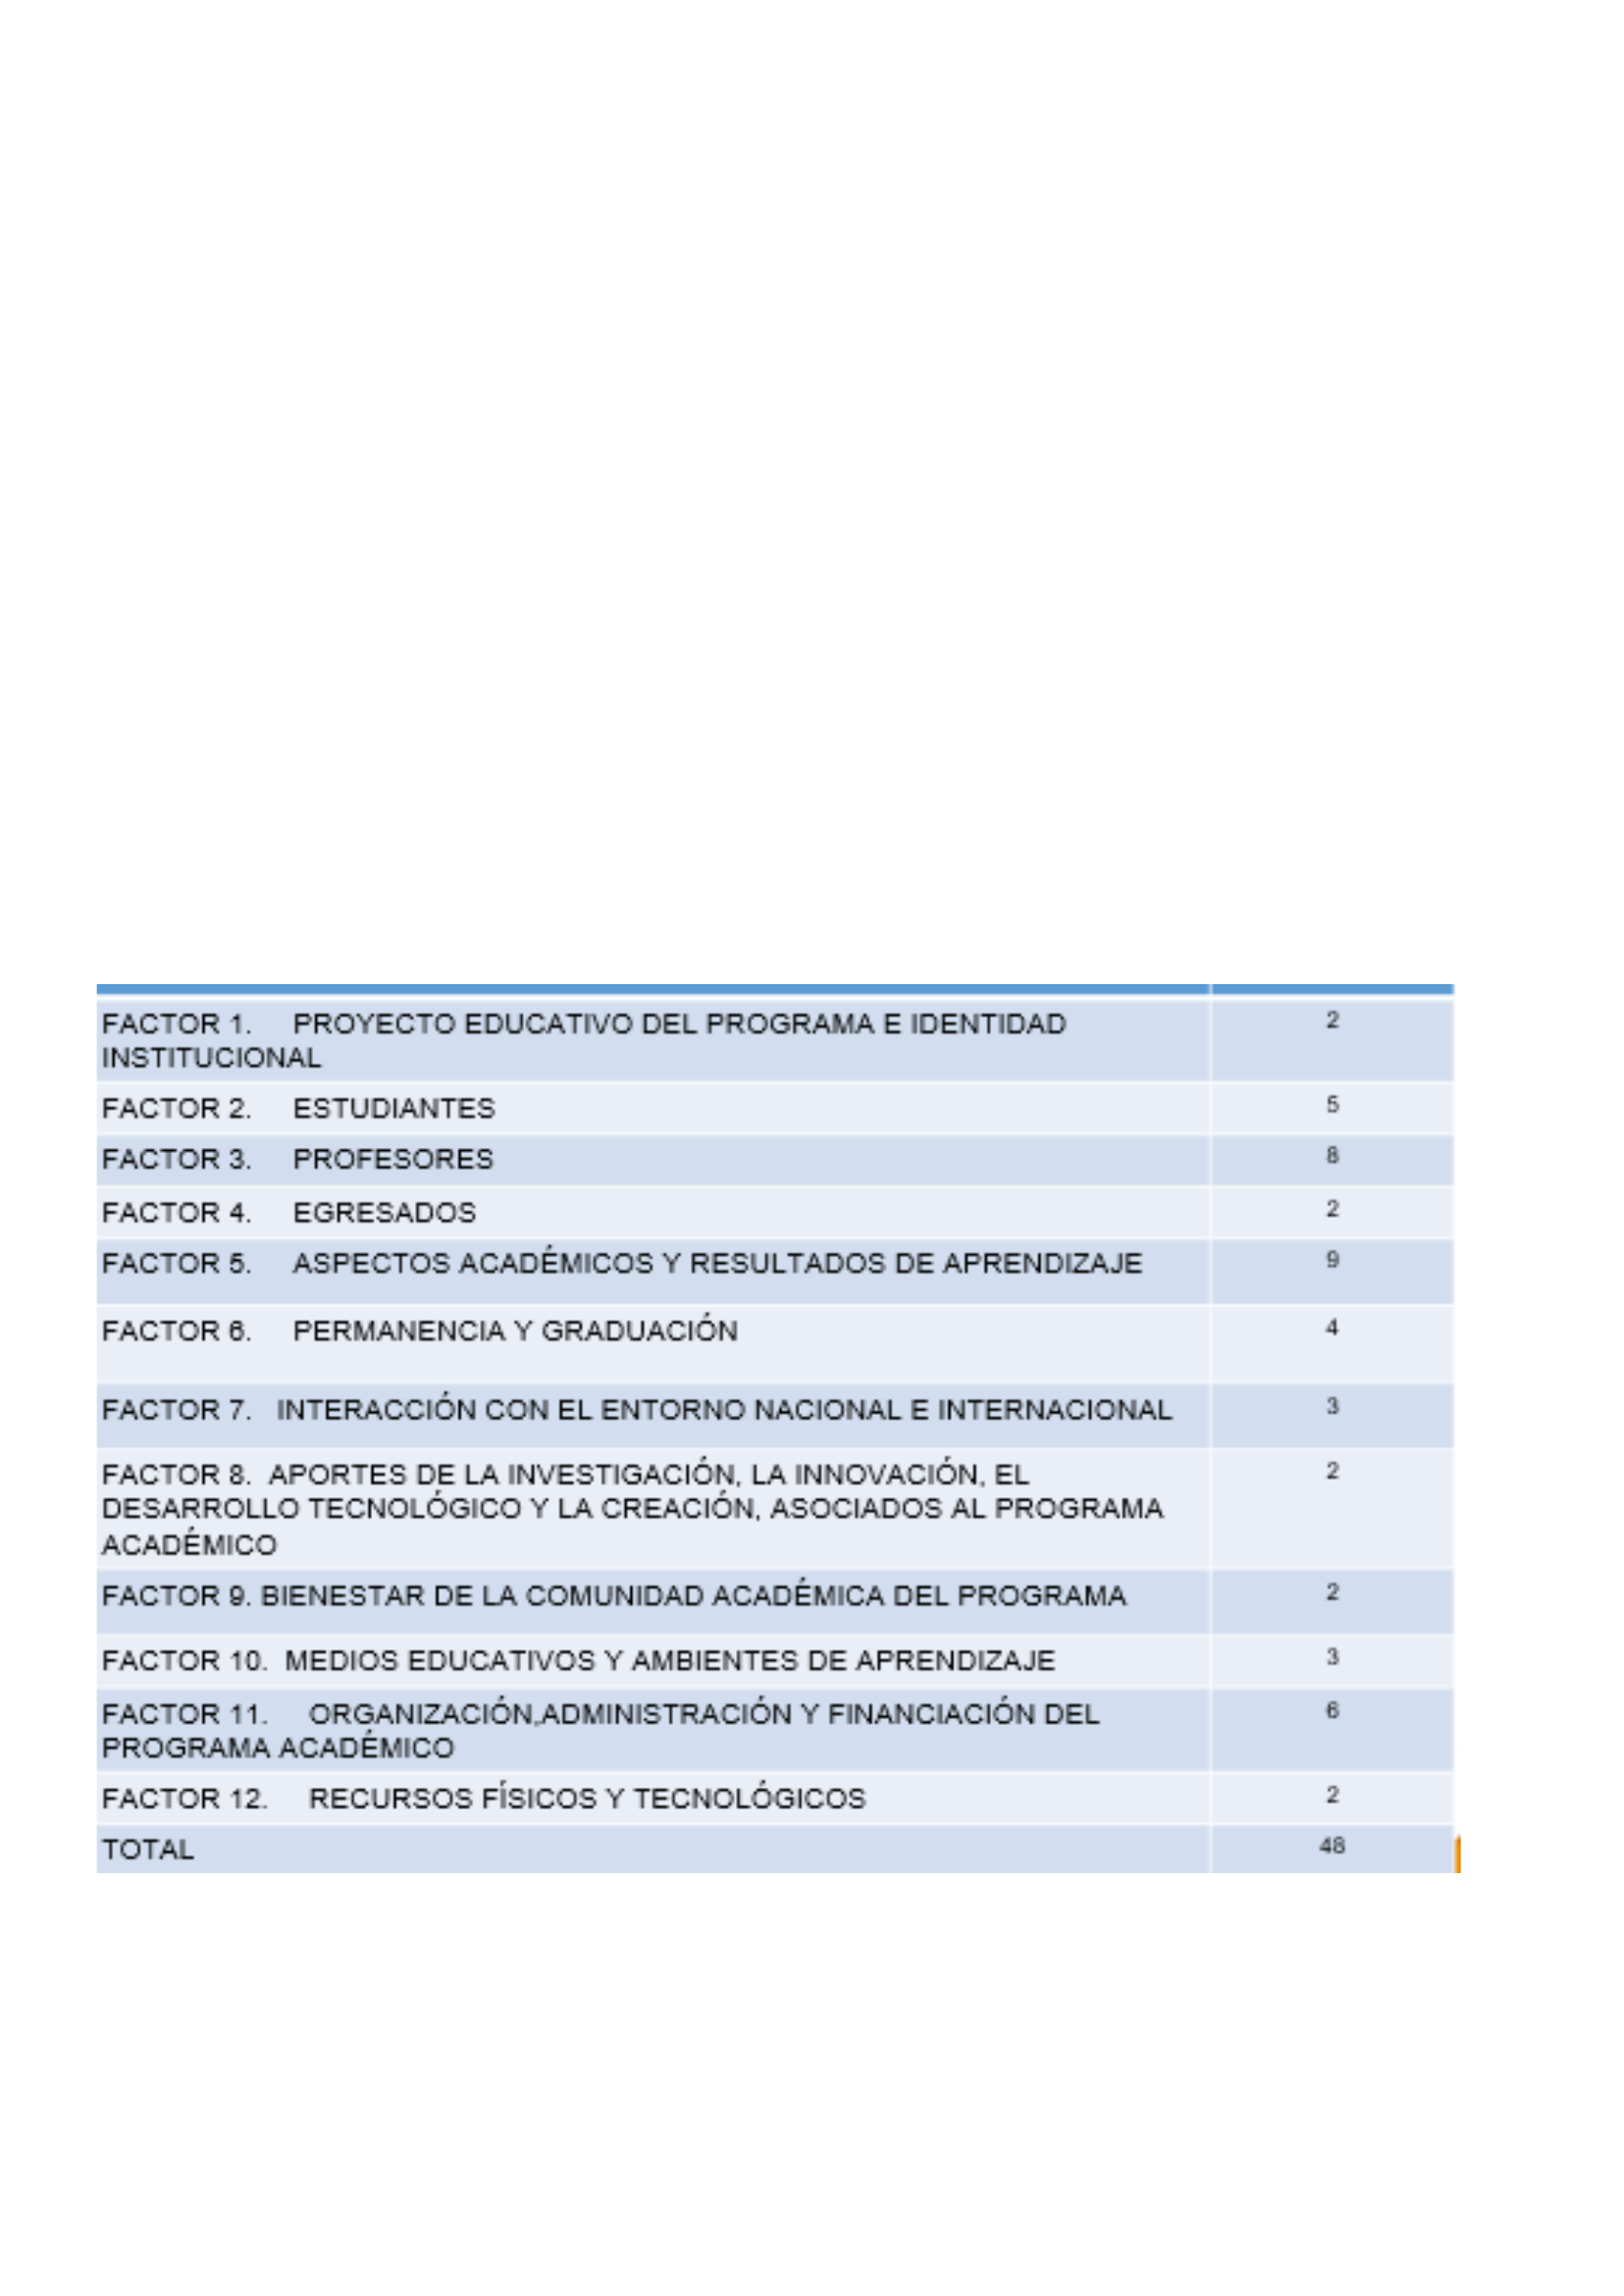 FACTOR 1. PROYECTO EDUCATIVO DEL PROGRAMA E IDENTIDAD 2
INSTITUCIONAL
FACTOR 2. ESTUDIANTES 5
FACTOR 3. PROFESORES 8
FACTOR 4. EGRESADOS 2
FACTOR 5. ASPECTOS ACADÉMICOS Y RESULTADOS DE APRENDIZAJE 9
FACTOR 6. PERMANENCIA Y GRADUACIÓN 4
FACTOR 7. INTERACCIÓN CON EL ENTORNO NACIONAL E INTERNACIONAL 3
FACTOR 8. APORTES DE LA INVESTIGACIÓN, LA INNOVACIÓN, EL 2
DESARROLLO TECNOLÓGICO Y LA CREACIÓN, ASOCIADOS AL PROGRAMA
ACADÉMICO
FACTOR 9. BIENESTAR DE LA COMUNIDAD ACADÉMICA DEL PROGRAMA 2
FACTOR 10. MEDIOS EDUCATIVOS Y AMBIENTES DE APRENDIZAJE 3
FACTOR 11. ORGANIZACIÓN,ADMINISTRACIÓN Y FINANCIACIÓN DEL 6
PROGRAMA ACADÉMICO
FACTOR 12. RECURSOS FÍSICOS Y TECNOLÓGICOS 2
TOTAL 48